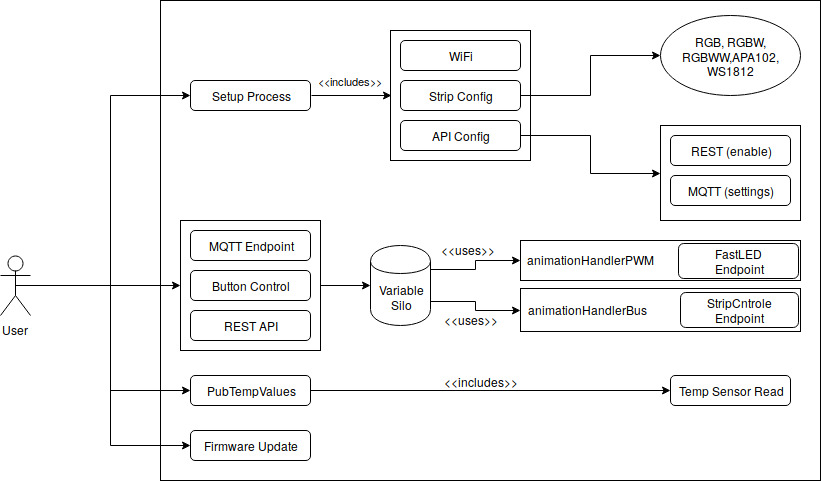 RGB, RGBW,
RGBWW,APA102,
WS1812
WiFi
Setup Process
<<includes>>
Strip Config
API Config
REST (enable)
MQTT (settings)
MQTT Endpoint
Button Control
REST API
Variable
Silo
<<uses>>
animationHandlerPWM
FastLED
Endpoint
<<uses>>
animationHandlerBus
StripCntrole
Endpoint
User
PubTempValues
<<includes>>
Temp Sensor Read
Firmware Update